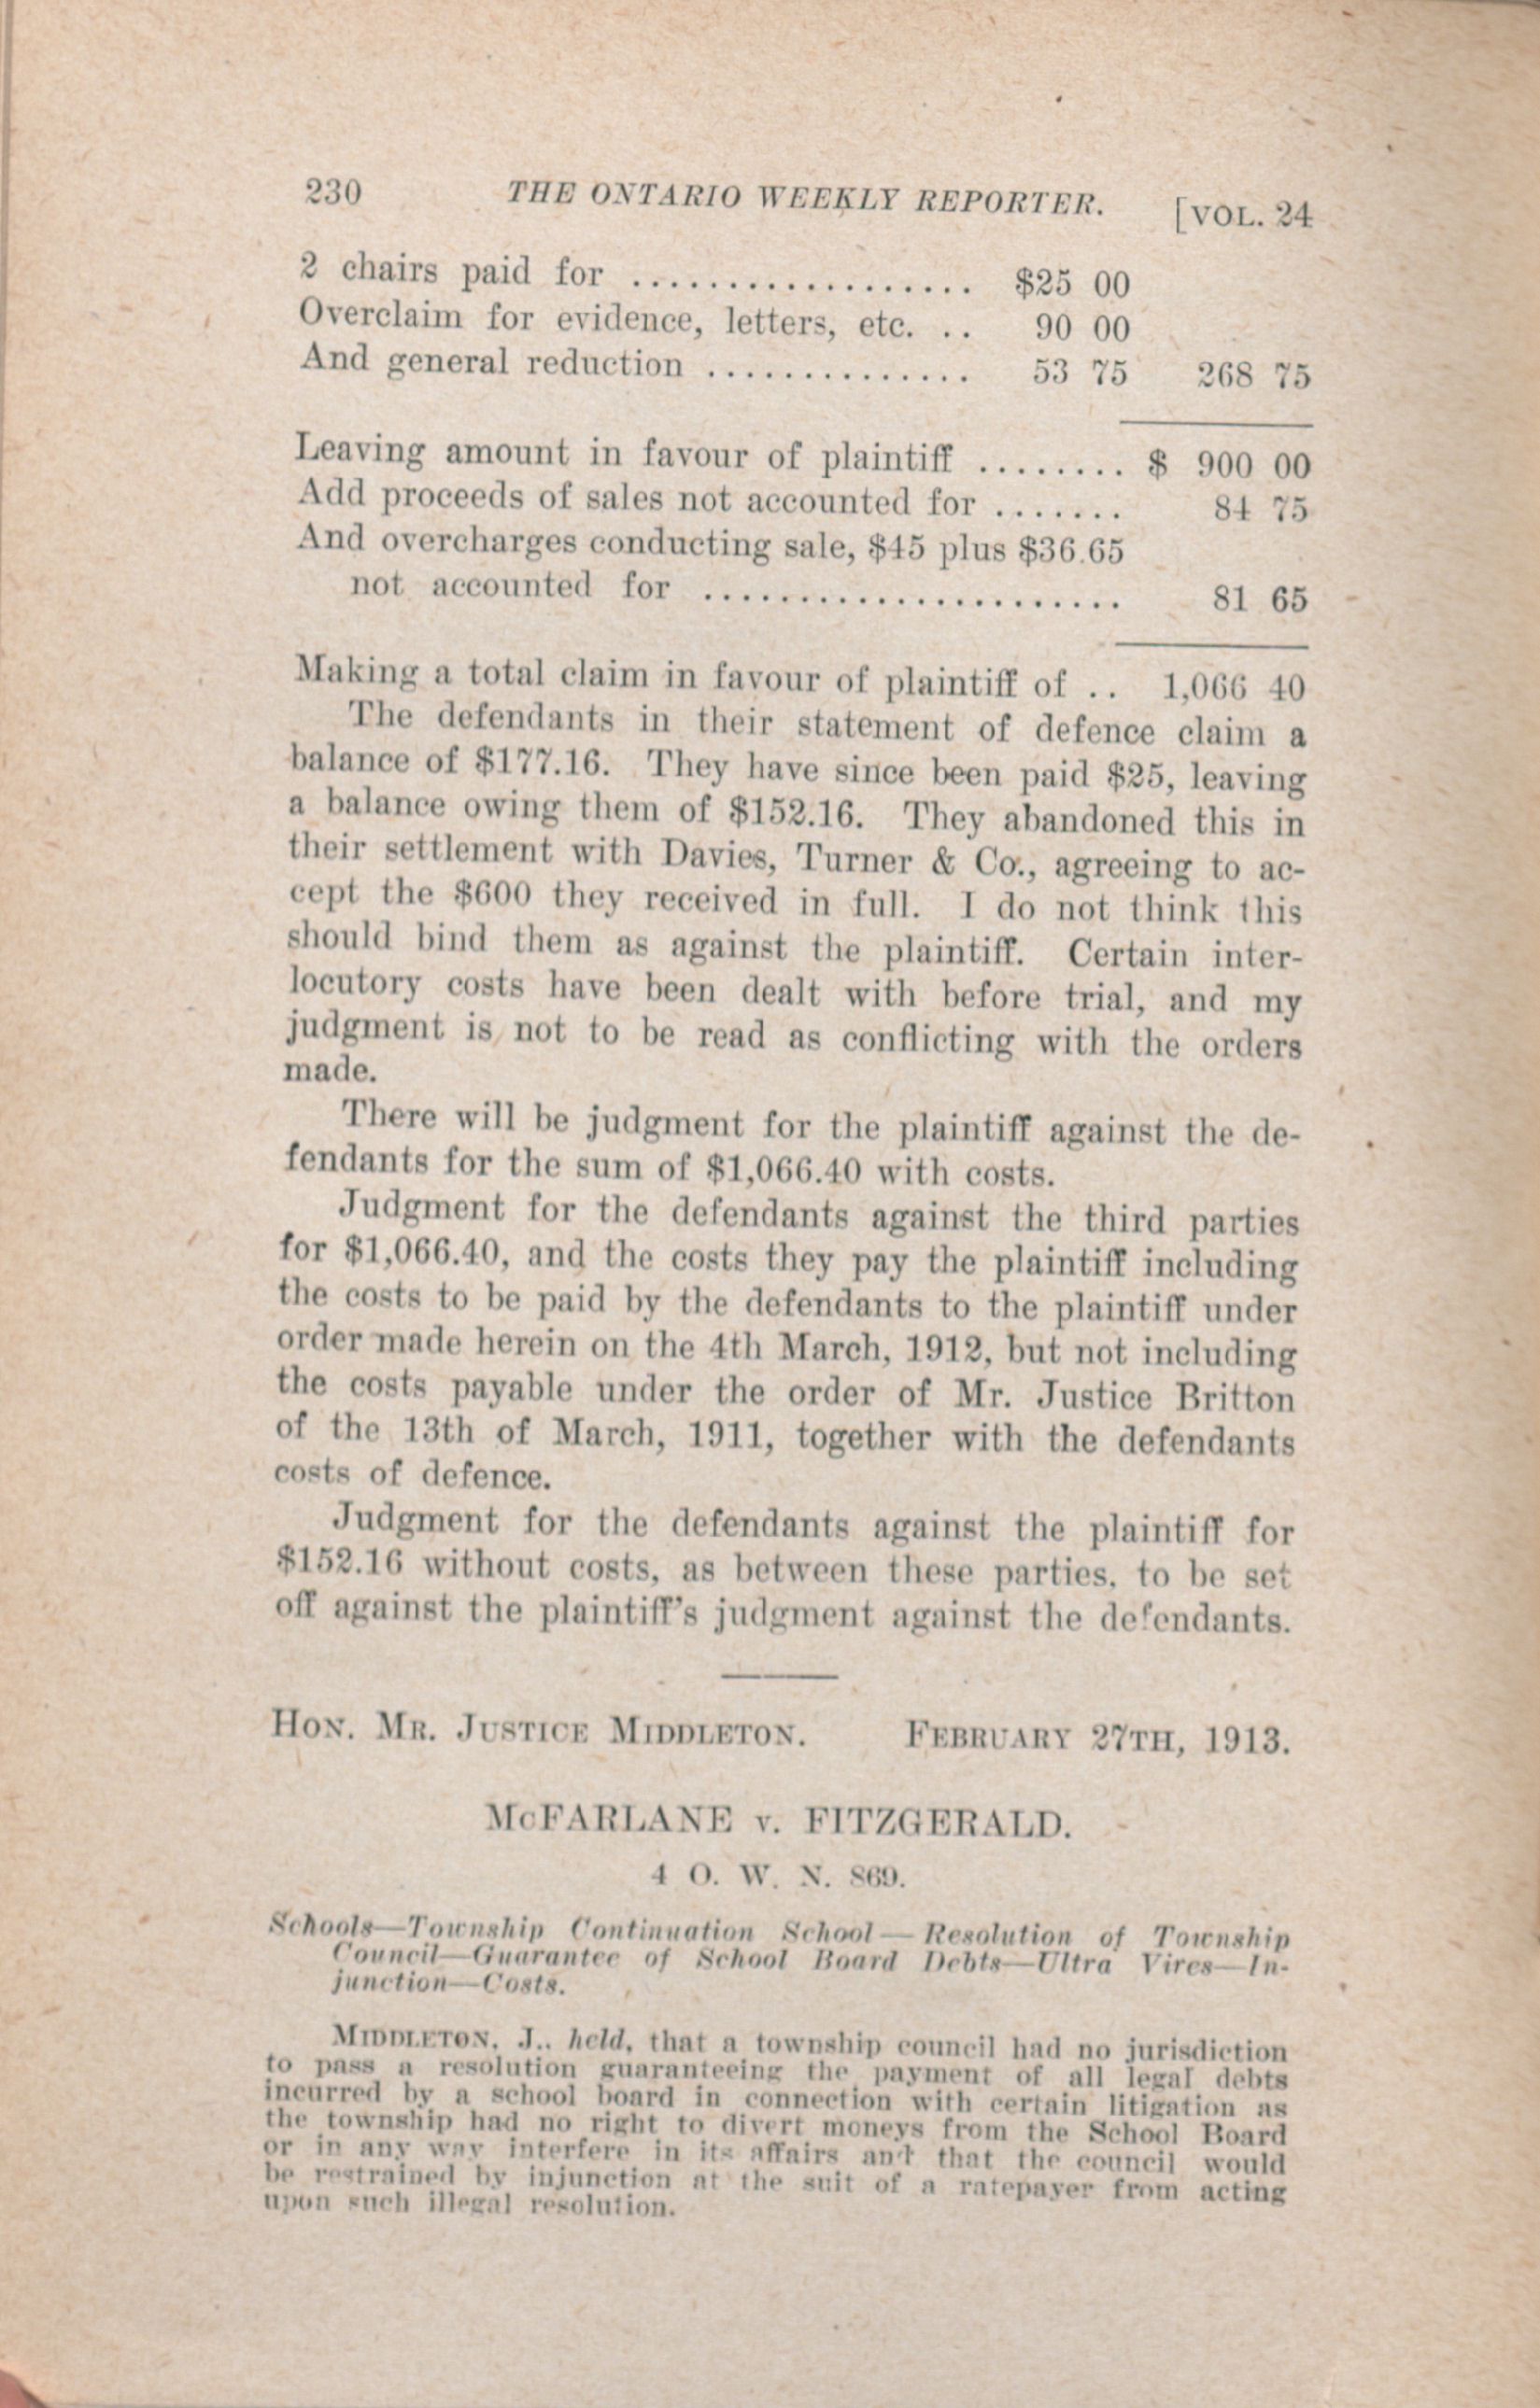 230 THE ONTARIO WEEKLY REPORTER. [VOL. 24
2 chairs paid for .................. $25 00
Overclaim for evidence, letters, etc. .. 90 00
And general reduction .............. 53 75 268 75
Leaving amount in favour of plaintiff ........ $ 900 00
Add proceeds of sales not accounted for ....... 84 75
And overcharges conducting sale, $45 plus $36.65
not accounted for ...................... 81 65
Making a total claim in favour of plaintiff of .. 1,066 40
The defendants in their statement of defence claim a
balance of $177.16. They have since been paid $25, leaving
a balance owing them of $152.16. They abandoned this in
their settlement with Davies, Turner & Co., agreeing to ac-
cept the $600 they received in full. I do not think this
should bind them as against the plaintiff. Certain inter-
locutory costs have been dealt with before trial, and my
judgment is not to be read as conflicting with the orders
made.
There will be judgment for the plaintiff against the de-
fendants for the sum of $1,066.40 with costs.
Judgment for the defendants against the third parties
for $1,066.40, and the costs they pay the plaintiff including
the costs to be paid by the defendants to the plaintiff under
order made herein on the 4th March, 1912, but not including
the costs payable under the order of Mr. Justice Britton
of the 13th of March, 1911, together with the defendants
costs of defence.
Judgment for the defendants against the plaintiff for
$152.16 without costs, as between these parties, to be set
off against the plaintiff's judgment against the defendants.
HON. MR. JUSTICE MIDDLETON. FEBRUARY 27TH, 1913.
McFARLANE v. FITZGERALD.
4 O. W. N. 869.
Schools—Township Continuation School — Resolution of Township
Council—Guarantee of School Board Debts—Ultra Vires—In-
junction—Costs.
MIDDLETON, J., held, that a township council had no jurisdiction
to pass a resolution guaranteeing the payment of all legal debts
incurred by a school board in connection with certain litigation as
the township had no right to divert moneys from the School Board
or in any way interfere in its affairs and that the council would
be restrained by injunction at the suit of a ratepayer from acting
upon such illegal resolution.